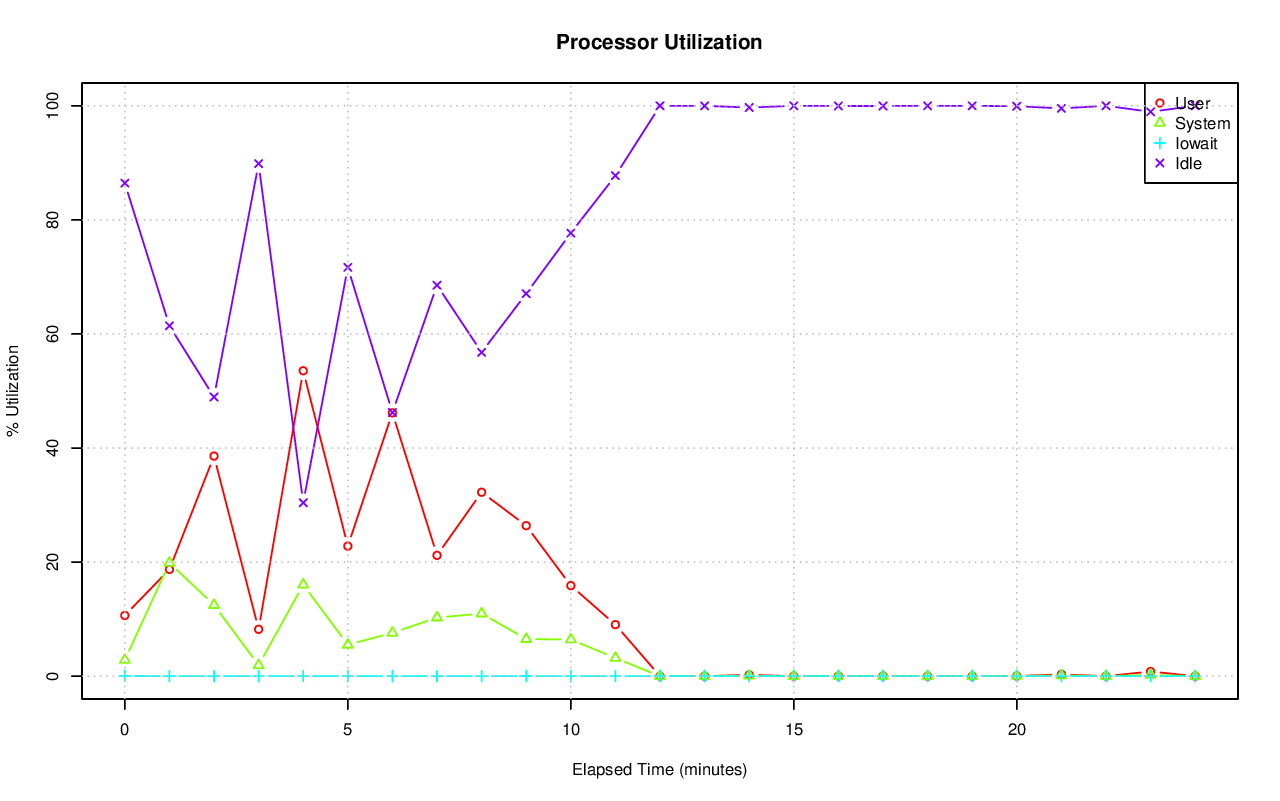 Processor Utilization
% Utilization
100
80
60
40
20
0
User
System
Iowait
Idle
0 5 10 15 20
Elapsed Time (minutes)